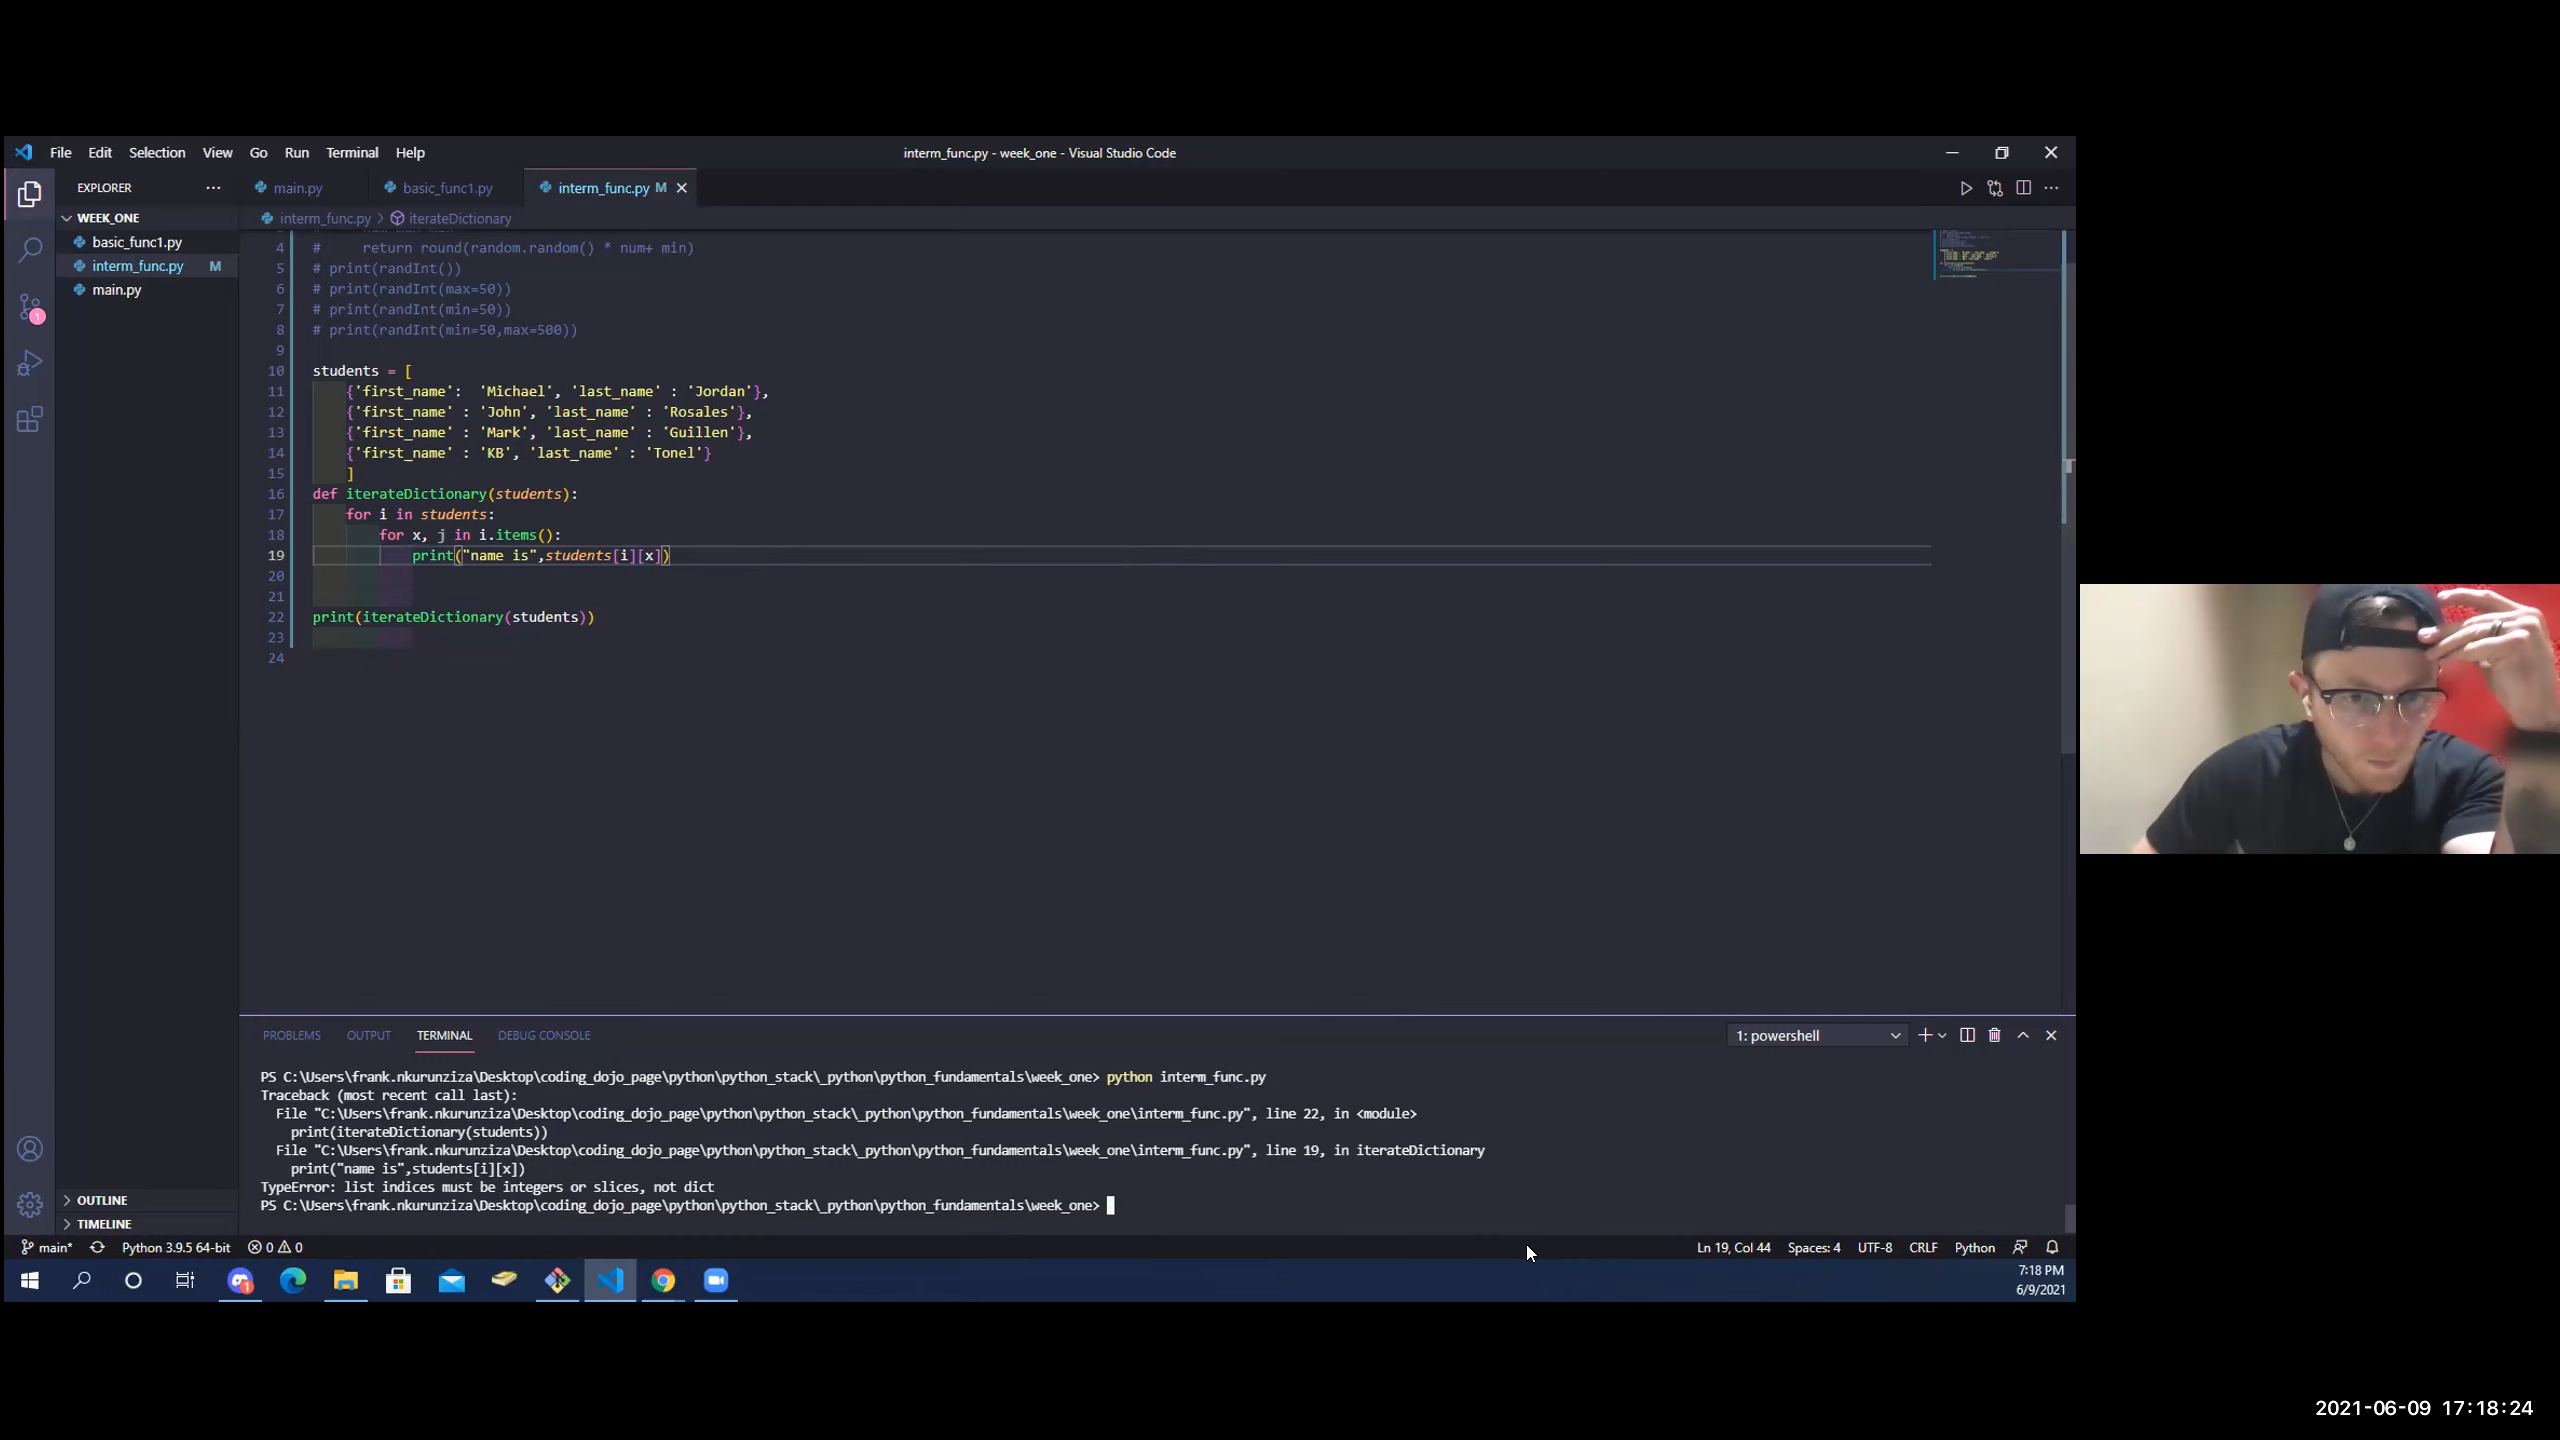 File Edit Selection View Go Run Terminal Help
interm_func.py - week_one - Visual Studio Code
EXPLORER
main.py
basic_func1.py
interm_func.py M
WEEK_ONE
basic_func1.py
interm_func.py M
main.py
1
interm_func.py > iterateDictionary
4 #     return round(random.random() * num+ min)
5 # print(randInt())
6 # print(randInt(max=50))
7 # print(randInt(min=50))
8 # print(randInt(min=50,max=500))
9
10 students = [
11     {'first_name':  'Michael', 'last_name' : 'Jordan'},
12     {'first_name' : 'John', 'last_name' : 'Rosales'},
13     {'first_name' : 'Mark', 'last_name' : 'Guillen'},
14     {'first_name' : 'KB', 'last_name' : 'Tonel'}
15     ]
16 def iterateDictionary(students):
17     for i in students:
18         for x, j in i.items():
19             print("name is",students[i][x])
20
21
22 print(iterateDictionary(students))
23
24
PROBLEMS OUTPUT TERMINAL DEBUG CONSOLE
1: powershell
PS C:\Users\frank.nkurunziza\Desktop\coding_dojo_page\python\python_stack\_python\python_fundamentals\week_one> python interm_func.py
Traceback (most recent call last):
  File "C:\Users\frank.nkurunziza\Desktop\coding_dojo_page\python\python_stack\_python\python_fundamentals\week_one\interm_func.py", line 22, in <module>
    print(iterateDictionary(students))
  File "C:\Users\frank.nkurunziza\Desktop\coding_dojo_page\python\python_stack\_python\python_fundamentals\week_one\interm_func.py", line 19, in iterateDictionary
    print("name is",students[i][x])
TypeError: list indices must be integers or slices, not dict
PS C:\Users\frank.nkurunziza\Desktop\coding_dojo_page\python\python_stack\_python\python_fundamentals\week_one>
OUTLINE
TIMELINE
main* Python 3.9.5 64-bit 0 0
Ln 19, Col 44 Spaces: 4 UTF-8 CRLF Python
7:18 PM
6/9/2021
2021-06-09 17:18:24